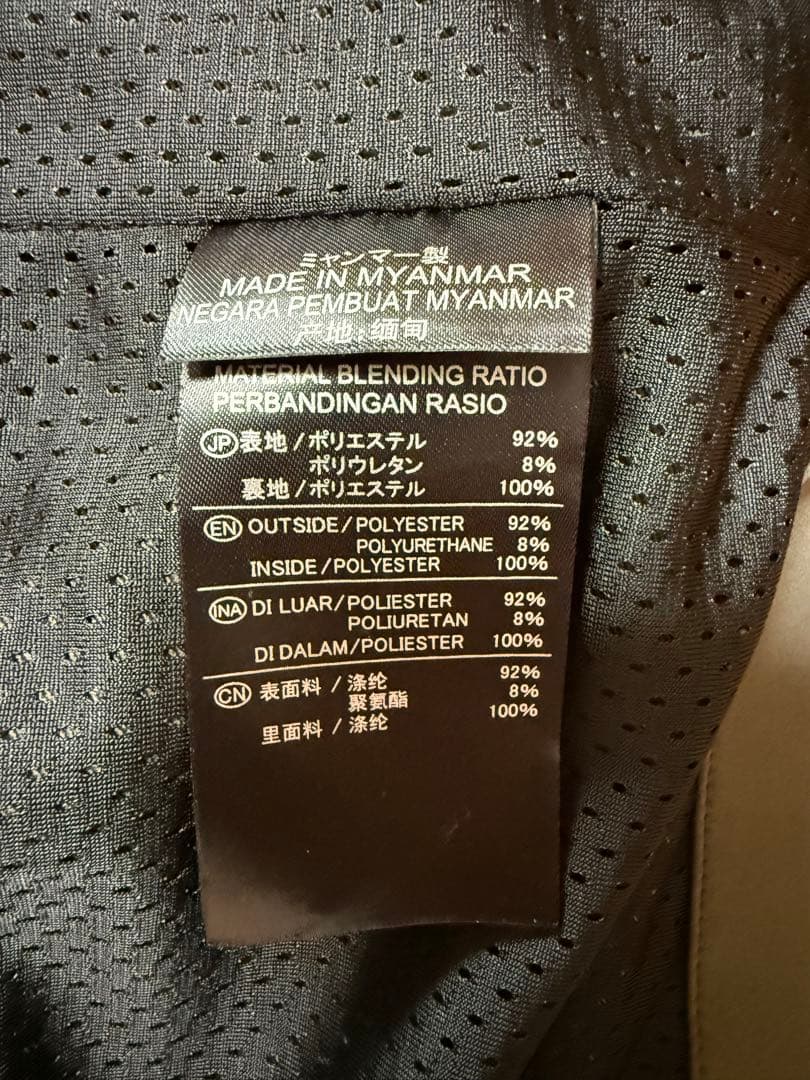 ミャンマー製
MADE IN MYANMAR
NEGARA PEMBUAT MYANMAR
产地:缅甸
MATERIAL BLENDING RATIO
PERBANDINGAN RASIO
JP 表地/ポリエステル 92%
ポリウレタン 8%
裏地/ポリエステル 100%
EN OUTSIDE/POLYESTER 92%
POLYURETHANE 8%
INSIDE/POLYESTER 100%
INA DI LUAR/POLIESTER 92%
POLIURETAN 8%
DI DALAM/POLIESTER 100%
CN 表面料/涤纶 92%
聚氨酯 8%
里面料/涤纶 100%